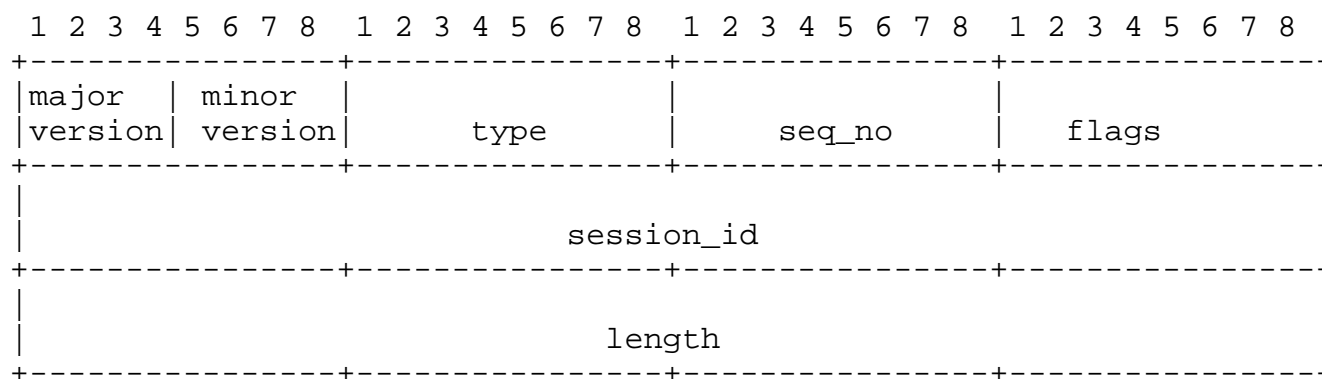 1 2 3 4 5 6 7 8 1 2 3 4 5 6 7 8 1 2 3 4 5 6 7 8 1 2 3 4 5 6 7 8
+----------------+----------------+----------------+----------------
|major | minor | | |
|version| version| type | seq_no | flags
+----------------+----------------+----------------+----------------
|
| session_id
+----------------+----------------+----------------+----------------
|
| length
+----------------+----------------+----------------+----------------